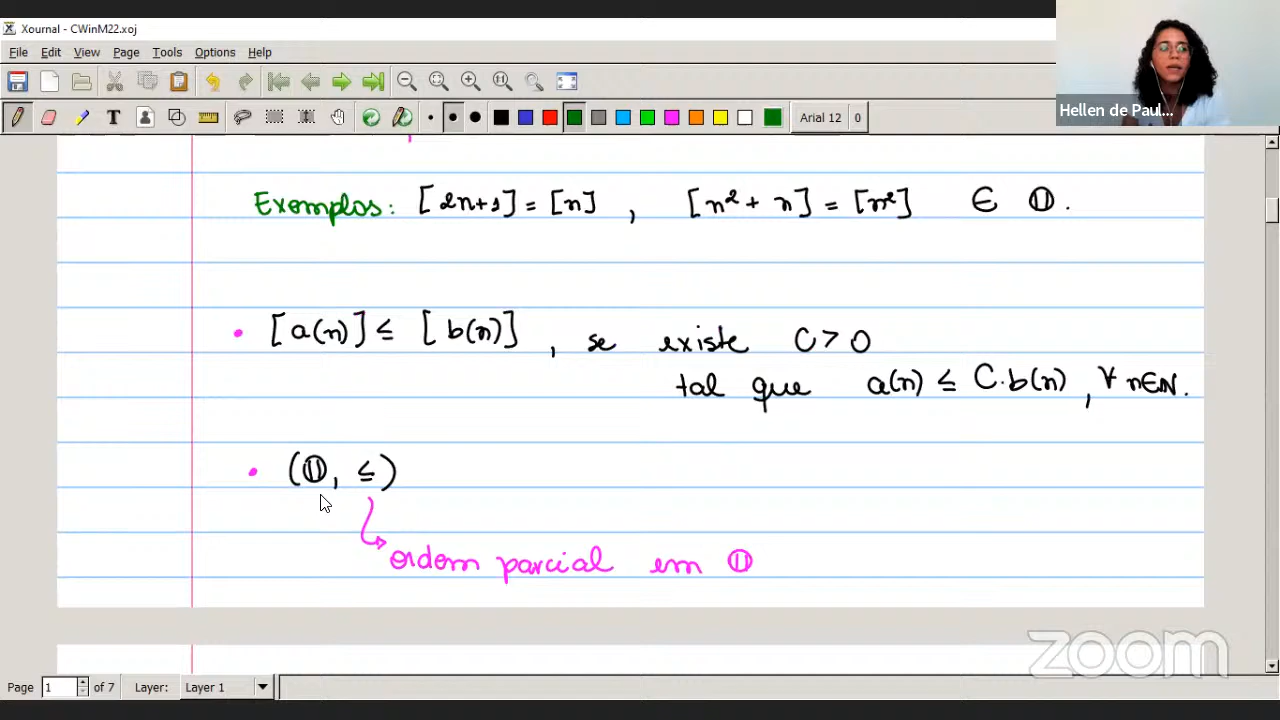 Xournal - CWinM22.xoj
File Edit View Page Tools Options Help
Arial 12 0
Hellen de Paul...
Exemplos: [2n+1] = [n] , [n² + n] = [n²] ∈ 𝕆.
• [a(n)] ≤ [b(n)] , se existe C > 0
tal que a(n) ≤ C.b(n), ∀ n∈ℕ.
• (𝕆, ≤)
ordem parcial em 𝕆
zoom
Page 1 of 7 Layer: Layer 1